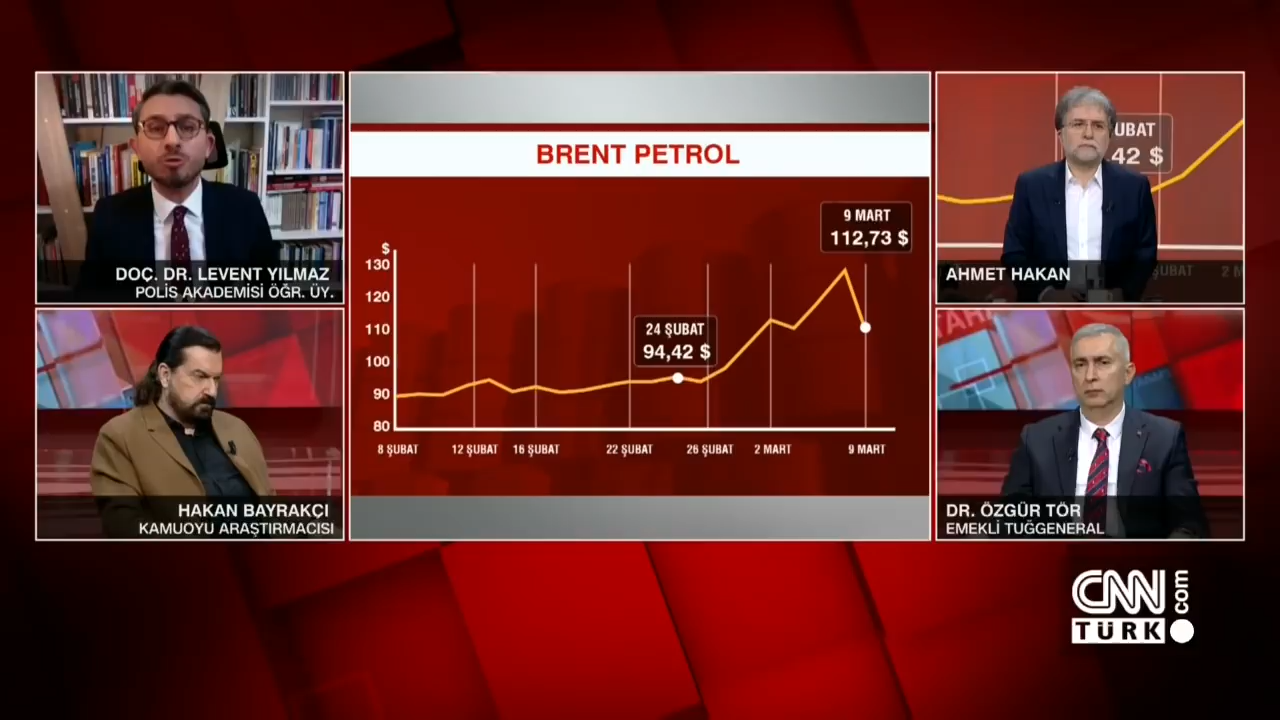 DOÇ. DR. LEVENT YILMAZ
POLİS AKADEMİSİ ÖĞR. ÜY.
HAKAN BAYRAKÇI
KAMUOYU ARAŞTIRMACISI
BRENT PETROL
9 MART
112,73 $
24 ŞUBAT
94,42 $
$
130
120
110
100
90
80
8 ŞUBAT
12 ŞUBAT
16 ŞUBAT
22 ŞUBAT
26 ŞUBAT
2 MART
9 MART
UBAT
42 $
ŞUBAT
2 M
AHMET HAKAN
DR. ÖZGÜR TÖR
EMEKLİ TUĞGENERAL
CNN
TÜRK
.com